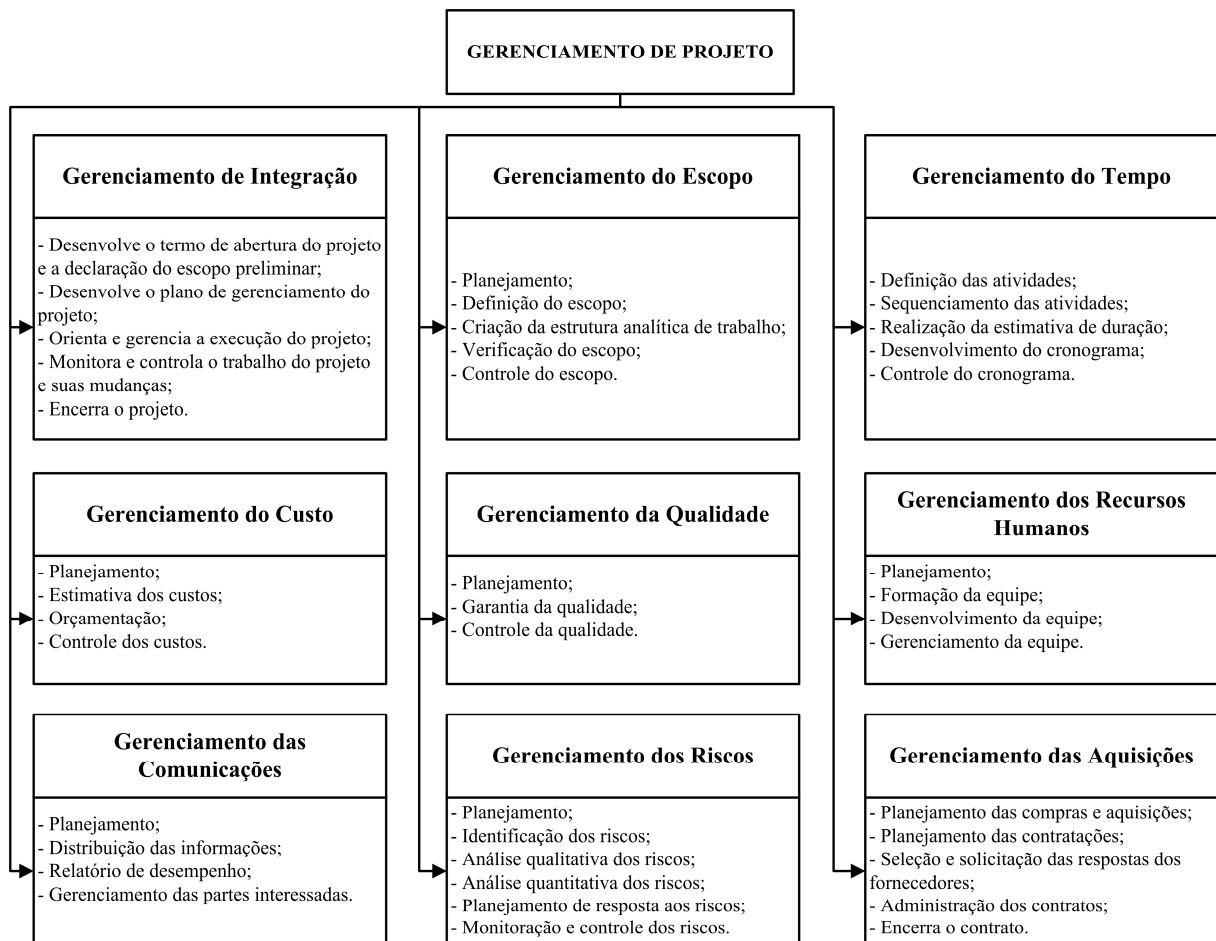 GERENCIAMENTO DE PROJETO
Gerenciamento de Integração
- Desenvolve o termo de abertura do projeto
e a declaração do escopo preliminar;
- Desenvolve o plano de gerenciamento do
projeto;
- Orienta e gerencia a execução do projeto;
- Monitora e controla o trabalho do projeto
e suas mudanças;
- Encerra o projeto.
Gerenciamento do Escopo
- Planejamento;
- Definição do escopo;
- Criação da estrutura analítica de trabalho;
- Verificação do escopo;
- Controle do escopo.
Gerenciamento do Tempo
- Definição das atividades;
- Sequenciamento das atividades;
- Realização da estimativa de duração;
- Desenvolvimento do cronograma;
- Controle do cronograma.
Gerenciamento do Custo
- Planejamento;
- Estimativa dos custos;
- Orçamentação;
- Controle dos custos.
Gerenciamento da Qualidade
- Planejamento;
- Garantia da qualidade;
- Controle da qualidade.
Gerenciamento dos Recursos
Humanos
- Planejamento;
- Formação da equipe;
- Desenvolvimento da equipe;
- Gerenciamento da equipe.
Gerenciamento das
Comunicações
- Planejamento;
- Distribuição das informações;
- Relatório de desempenho;
- Gerenciamento das partes interessadas.
Gerenciamento dos Riscos
- Planejamento;
- Identificação dos riscos;
- Análise qualitativa dos riscos;
- Análise quantitativa dos riscos;
- Planejamento de resposta aos riscos;
- Monitoração e controle dos riscos.
Gerenciamento das Aquisições
- Planejamento das compras e aquisições;
- Planejamento das contratações;
- Seleção e solicitação das respostas dos
fornecedores;
- Administração dos contratos;
- Encerra o contrato.